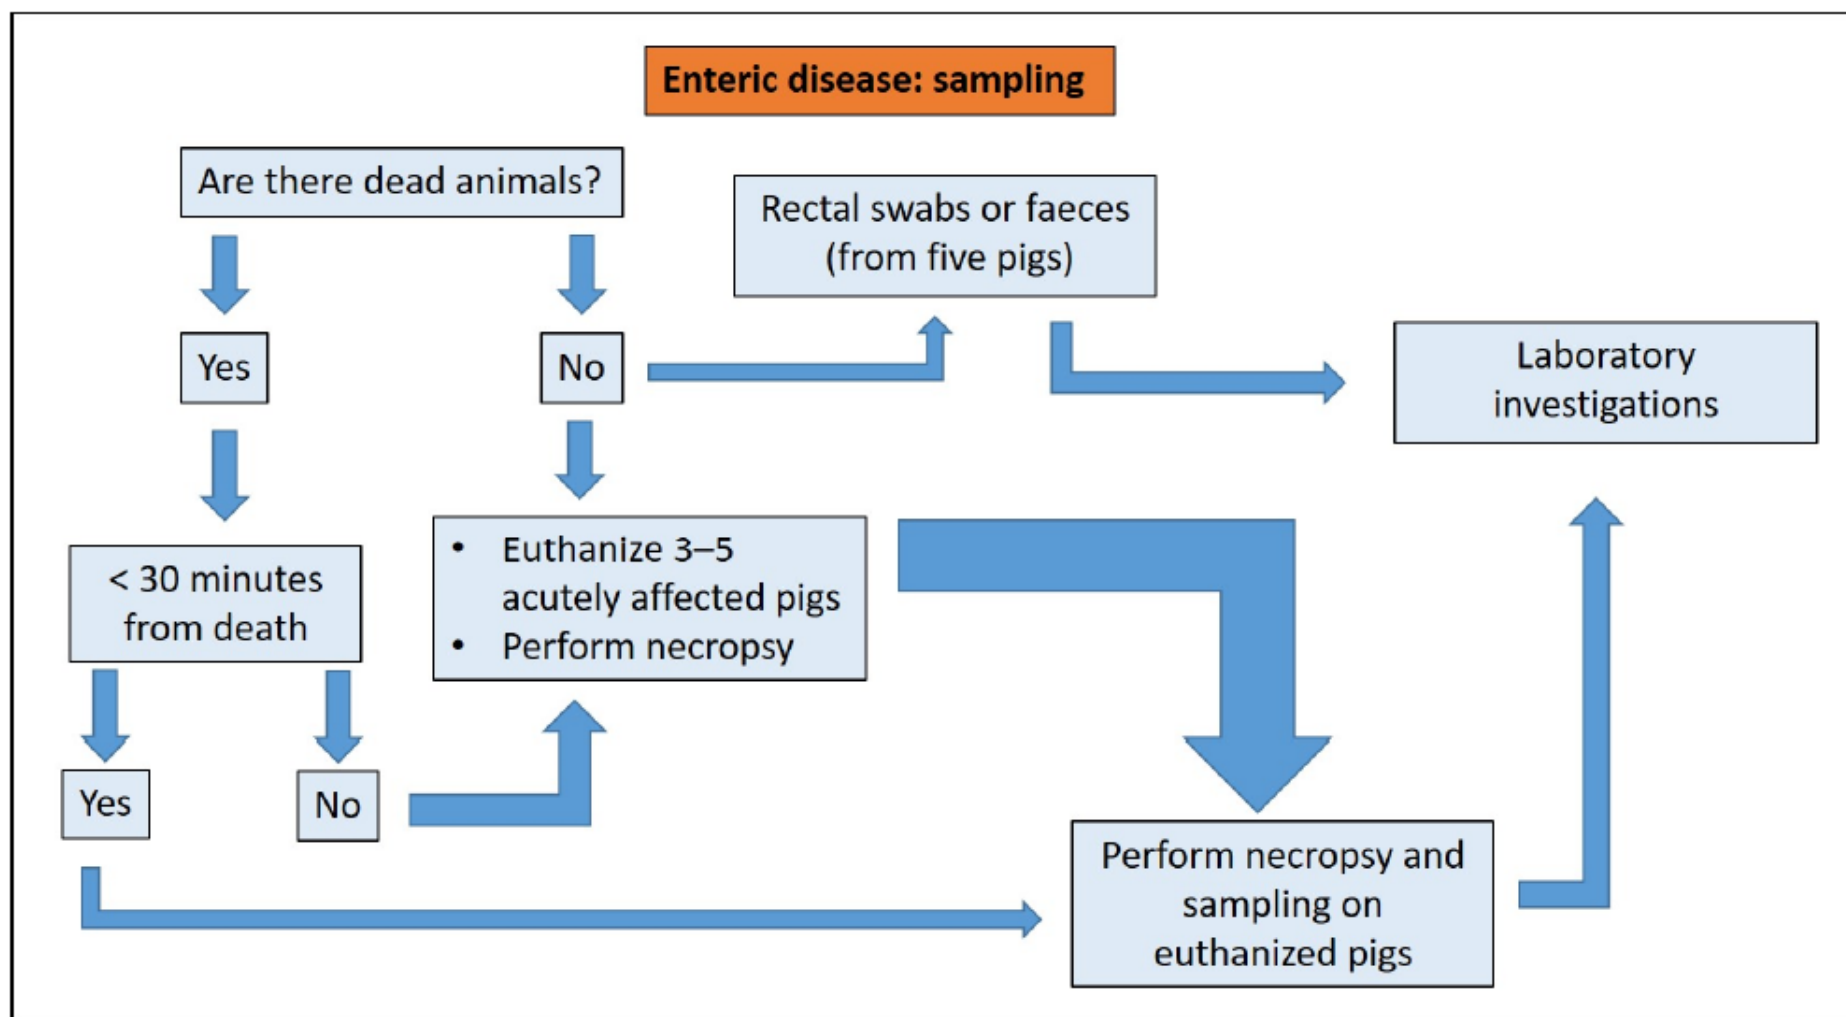 Enteric disease: sampling
Are there dead animals?
Rectal swabs or faeces
(from five pigs)
Yes
No
Laboratory
investigations
< 30 minutes
from death
• Euthanize 3–5
acutely affected pigs
• Perform necropsy
Yes
No
Perform necropsy and
sampling on
euthanized pigs